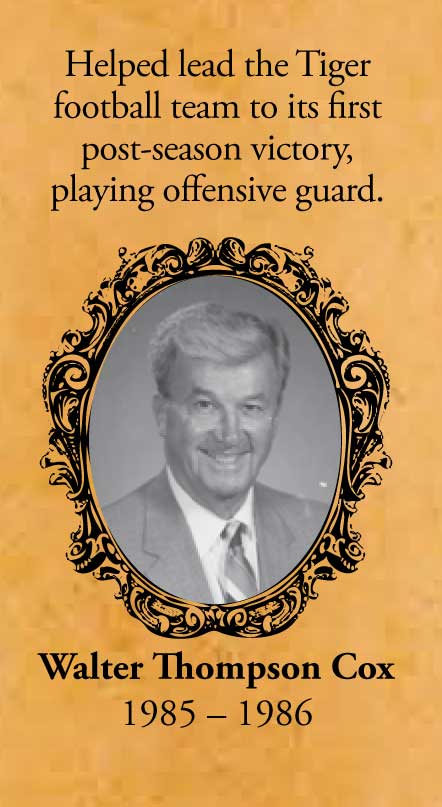 Helped lead the Tiger
football team to its first
post-season victory,
playing offensive guard.
Walter Thompson Cox
1985 – 1986